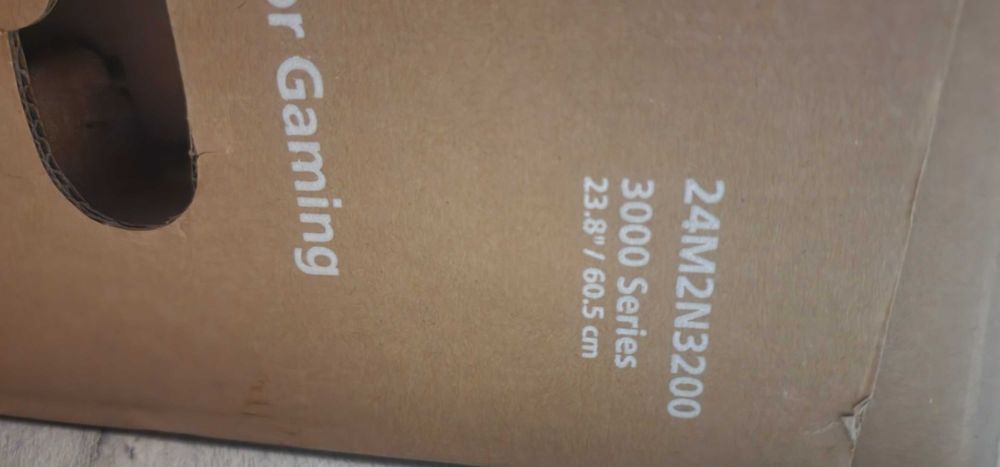 or Gaming
24M2N3200
3000 Series
23.8" / 60.5 cm